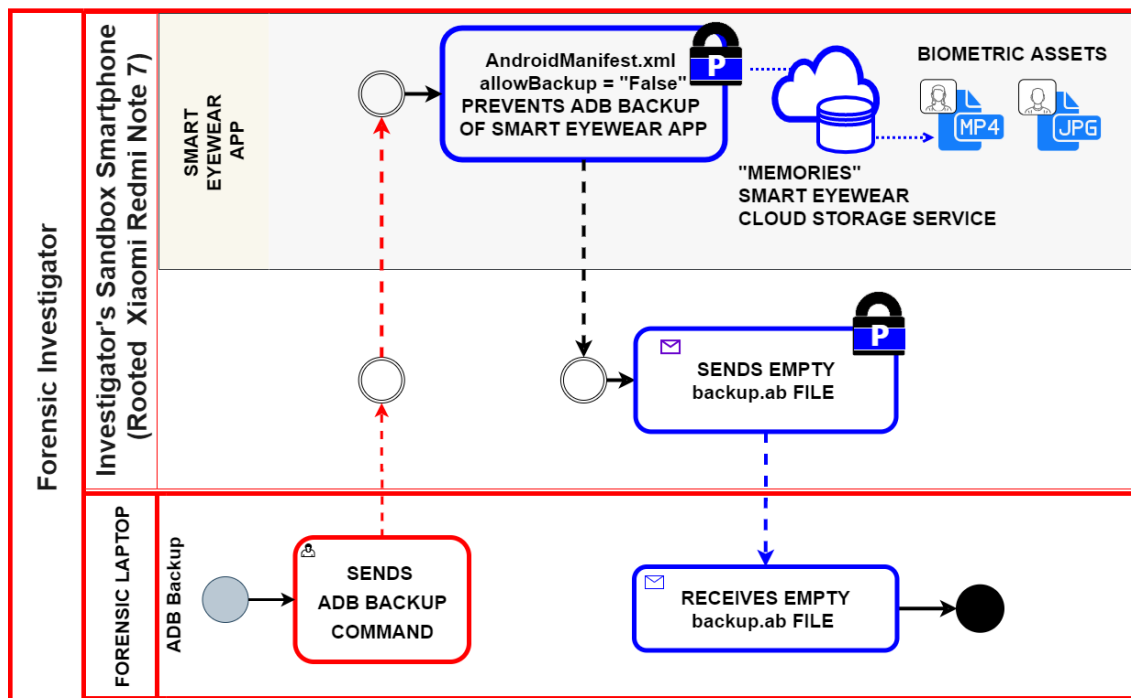 Forensic Investigator
Investigator's Sandbox Smartphone
(Rooted Xiaomi Redmi Note 7)
SMART
EYEWEAR
APP
AndroidManifest.xml
allowBackup = "False"
PREVENTS ADB BACKUP
OF SMART EYEWEAR APP
P
"MEMORIES"
SMART EYEWEAR
CLOUD STORAGE SERVICE
BIOMETRIC ASSETS
MP4
JPG
SENDS EMPTY
backup.ab FILE
P
FORENSIC LAPTOP
ADB Backup
SENDS
ADB BACKUP
COMMAND
RECEIVES EMPTY
backup.ab FILE